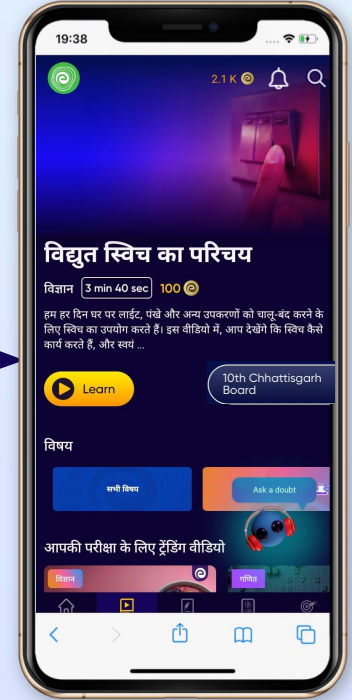 19:38
2.1 K
विद्युत स्विच का परिचय
विज्ञान 3 min 40 sec 100
हम हर दिन घर पर लाईट, पंखे और अन्य उपकरणों को चालू-बंद करने के
लिए स्विच का उपयोग करते हैं। इस वीडियो में, आप देखेंगे कि स्विच कैसे
कार्य करते हैं, और स्वयं ...
Learn
10th Chhattisgarh
Board
विषय
सभी विषय
Ask a doubt
आपकी परीक्षा के लिए ट्रेंडिंग वीडियो
विज्ञान
गणित